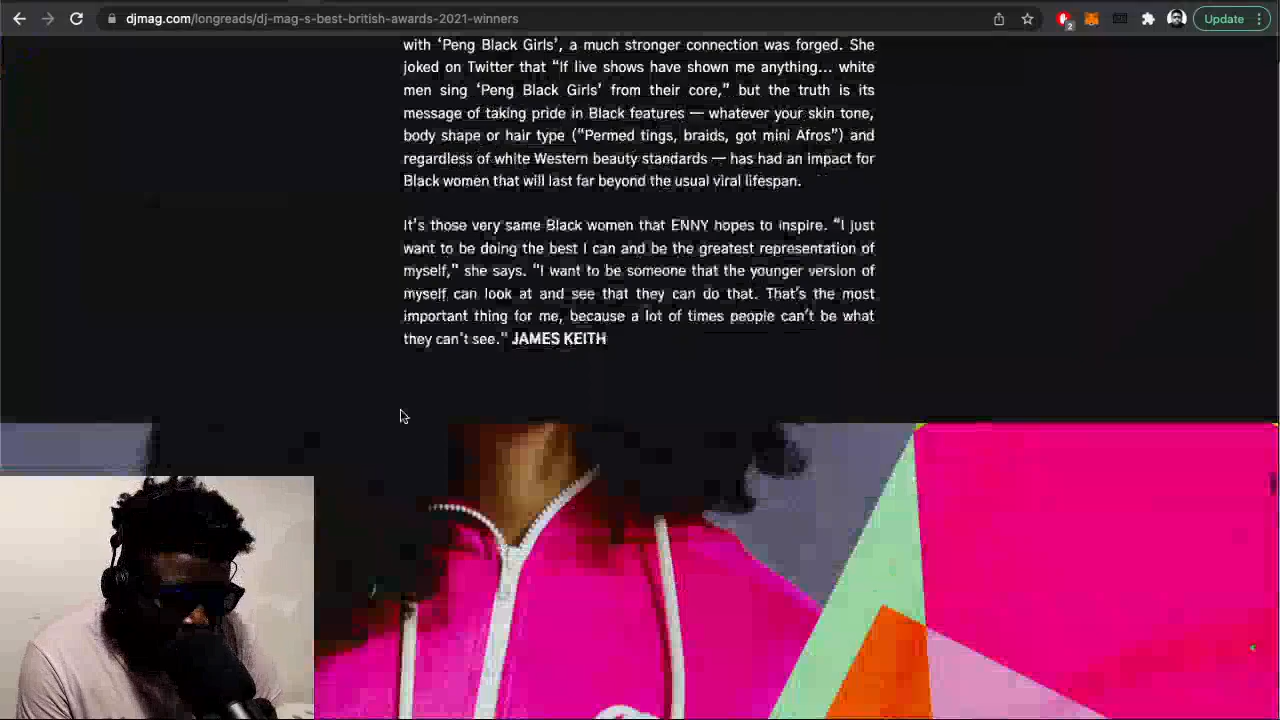 djmag.com/longreads/dj-mag-s-best-british-awards-2021-winners
2
Update
with ‘Peng Black Girls’, a much stronger connection was forged. She
joked on Twitter that “If live shows have shown me anything... white
men sing ‘Peng Black Girls’ from their core,” but the truth is its
message of taking pride in Black features — whatever your skin tone,
body shape or hair type (“Permed tings, braids, got mini Afros”) and
regardless of white Western beauty standards — has had an impact for
Black women that will last far beyond the usual viral lifespan.
It’s those very same Black women that ENNY hopes to inspire. “I just
want to be doing the best I can and be the greatest representation of
myself,” she says. “I want to be someone that the younger version of
myself can look at and see that they can do that. That’s the most
important thing for me, because a lot of times people can’t be what
they can’t see.” JAMES KEITH